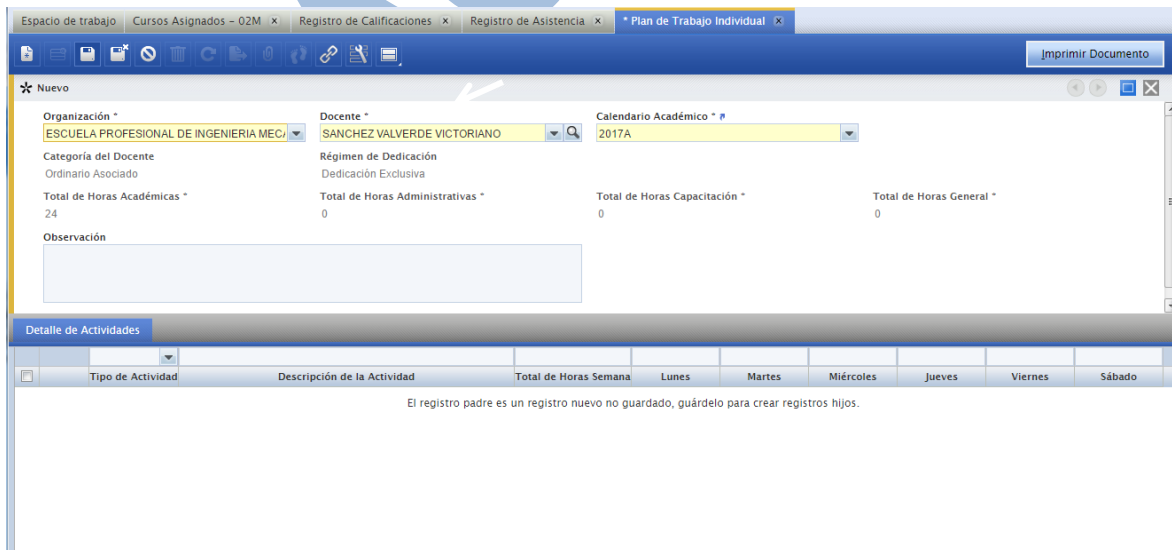 Espacio de trabajo Cursos Asignados - 02M Registro de Calificaciones Registro de Asistencia * Plan de Trabajo Individual
Imprimir Documento
Nuevo
Organización * Docente * Calendario Académico *
ESCUELA PROFESIONAL DE INGENIERIA MECA SANCHEZ VALVERDE VICTORIANO 2017A
Categoría del Docente Régimen de Dedicación
Ordinario Asociado Dedicación Exclusiva
Total de Horas Académicas * Total de Horas Administrativas * Total de Horas Capacitación * Total de Horas General *
24 0 0 0
Observación
Detalle de Actividades
Tipo de Actividad Descripción de la Actividad Total de Horas Semana Lunes Martes Miércoles Jueves Viernes Sábado
El registro padre es un registro nuevo no guardado, guárdelo para crear registros hijos.